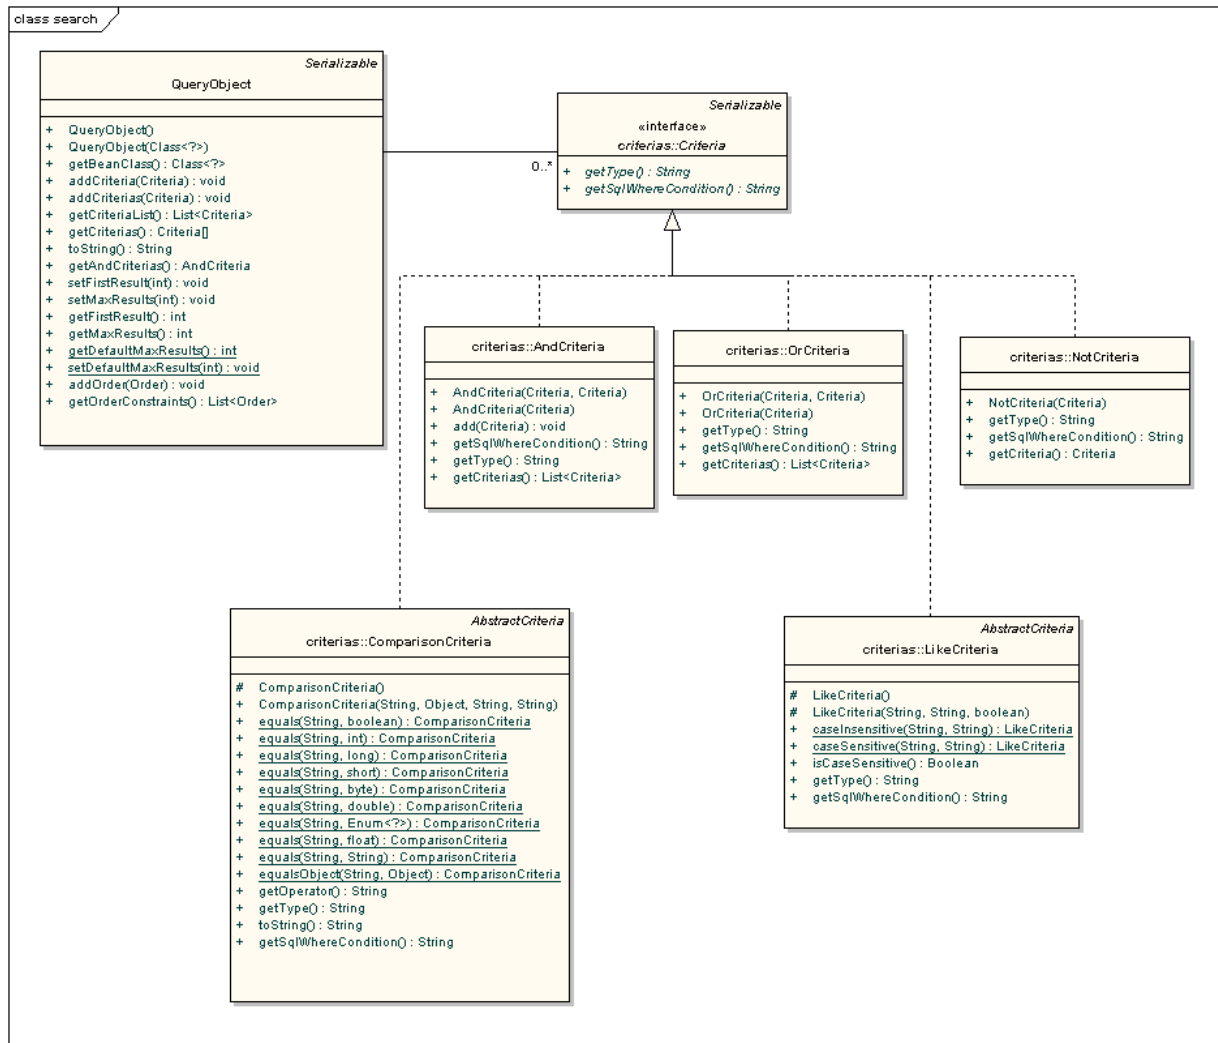 class search
Serializable
QueryObject
+ QueryObject()
+ QueryObject(Class<?>)
+ getBeanClass() : Class<?>
+ addCriteria(Criteria) : void
+ addCriterias(Criteria) : void
+ getCriteriaList() : List<Criteria>
+ getCriterias() : Criteria[]
+ toString() : String
+ getAndCriterias() : AndCriteria
+ setFirstResult(int) : void
+ setMaxResults(int) : void
+ getFirstResult() : int
+ getMaxResults() : int
+ getDefaultMaxResults() : int
+ setDefaultMaxResults(int) : void
+ addOrder(Order) : void
+ getOrderConstraints() : List<Order>
0..*
Serializable
«interface»
criterias::Criteria
+ getType() : String
+ getSqlWhereCondition() : String
criterias::AndCriteria
+ AndCriteria(Criteria, Criteria)
+ AndCriteria(Criteria)
+ add(Criteria) : void
+ getSqlWhereCondition() : String
+ getType() : String
+ getCriterias() : List<Criteria>
criterias::OrCriteria
+ OrCriteria(Criteria, Criteria)
+ OrCriteria(Criteria)
+ getType() : String
+ getSqlWhereCondition() : String
+ getCriterias() : List<Criteria>
criterias::NotCriteria
+ NotCriteria(Criteria)
+ getType() : String
+ getSqlWhereCondition() : String
+ getCriteria() : Criteria
AbstractCriteria
criterias::ComparisonCriteria
# ComparisonCriteria()
+ ComparisonCriteria(String, Object, String, String)
+ equals(String, boolean) : ComparisonCriteria
+ equals(String, int) : ComparisonCriteria
+ equals(String, long) : ComparisonCriteria
+ equals(String, short) : ComparisonCriteria
+ equals(String, byte) : ComparisonCriteria
+ equals(String, double) : ComparisonCriteria
+ equals(String, Enum<?>) : ComparisonCriteria
+ equals(String, float) : ComparisonCriteria
+ equals(String, String) : ComparisonCriteria
+ equalsObject(String, Object) : ComparisonCriteria
+ getOperator() : String
+ getType() : String
+ toString() : String
+ getSqlWhereCondition() : String
AbstractCriteria
criterias::LikeCriteria
# LikeCriteria()
# LikeCriteria(String, String, boolean)
+ caseInsensitive(String, String) : LikeCriteria
+ caseSensitive(String, String) : LikeCriteria
+ isCaseSensitive() : Boolean
+ getType() : String
+ getSqlWhereCondition() : String